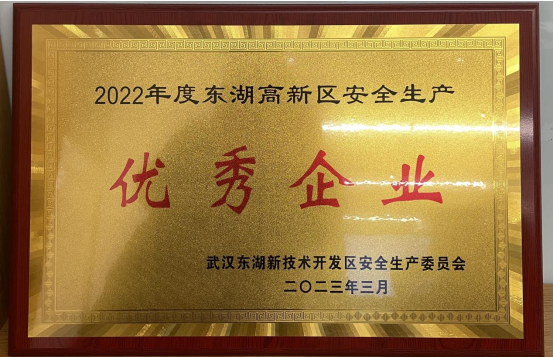 2022年度东湖高新区安全生产
优秀企业
武汉东湖新技术开发区安全生产委员会
二〇二三年三月